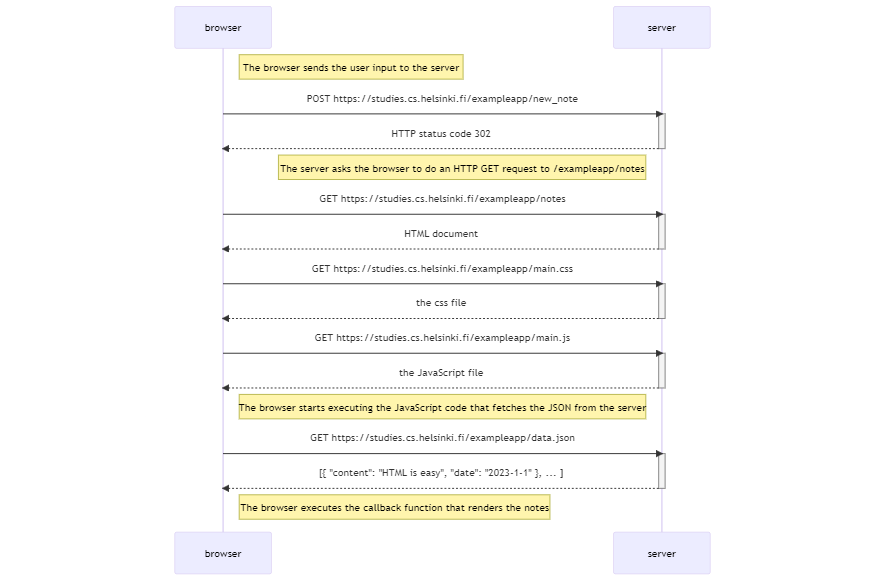 browser
server
The browser sends the user input to the server
POST https://studies.cs.helsinki.fi/exampleapp/new_note
HTTP status code 302
The server asks the browser to do an HTTP GET request to /exampleapp/notes
GET https://studies.cs.helsinki.fi/exampleapp/notes
HTML document
GET https://studies.cs.helsinki.fi/exampleapp/main.css
the css file
GET https://studies.cs.helsinki.fi/exampleapp/main.js
the JavaScript file
The browser starts executing the JavaScript code that fetches the JSON from the server
GET https://studies.cs.helsinki.fi/exampleapp/data.json
[{ "content": "HTML is easy", "date": "2023-1-1" }, ... ]
The browser executes the callback function that renders the notes
browser
server